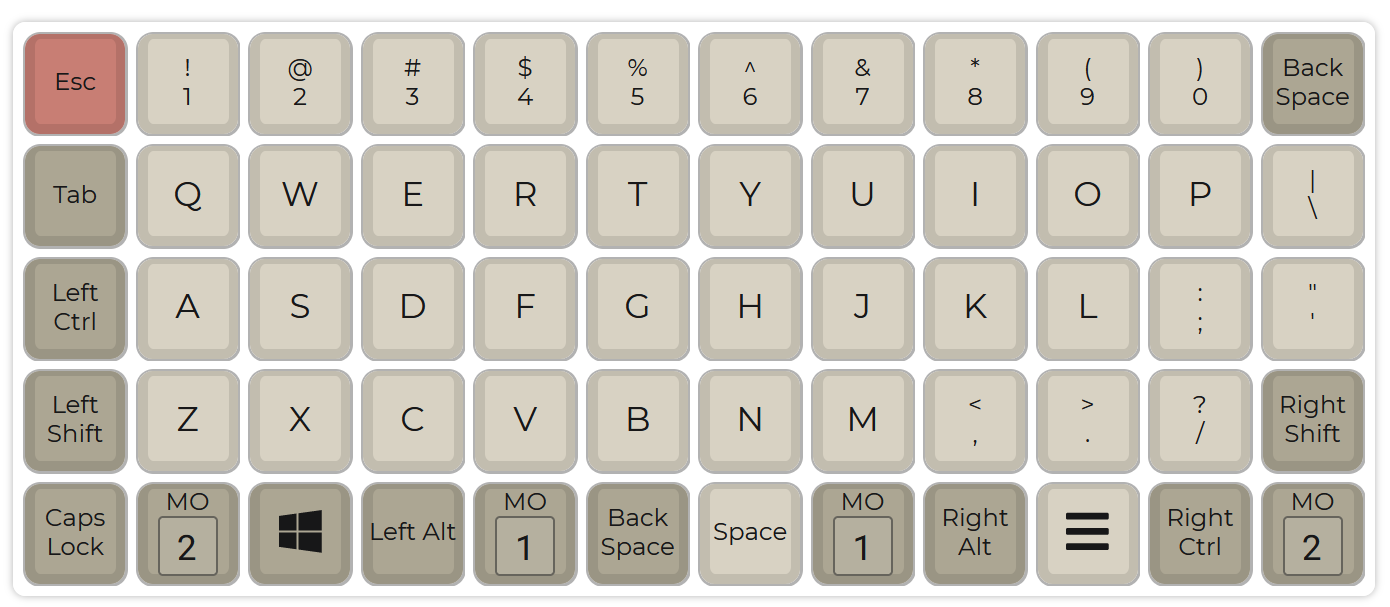 Esc ! @ # $ % ^ & * ( ) Back
1 2 3 4 5 6 7 8 9 0 Space
Tab Q W E R T Y U I O P | \
Left Ctrl A S D F G H J K L : ; " '
Left Shift Z X C V B N M < , > . ? / Right Shift
Caps Lock MO 2 Left Alt MO 1 Back Space Space MO 1 Right Alt Right Ctrl MO 2